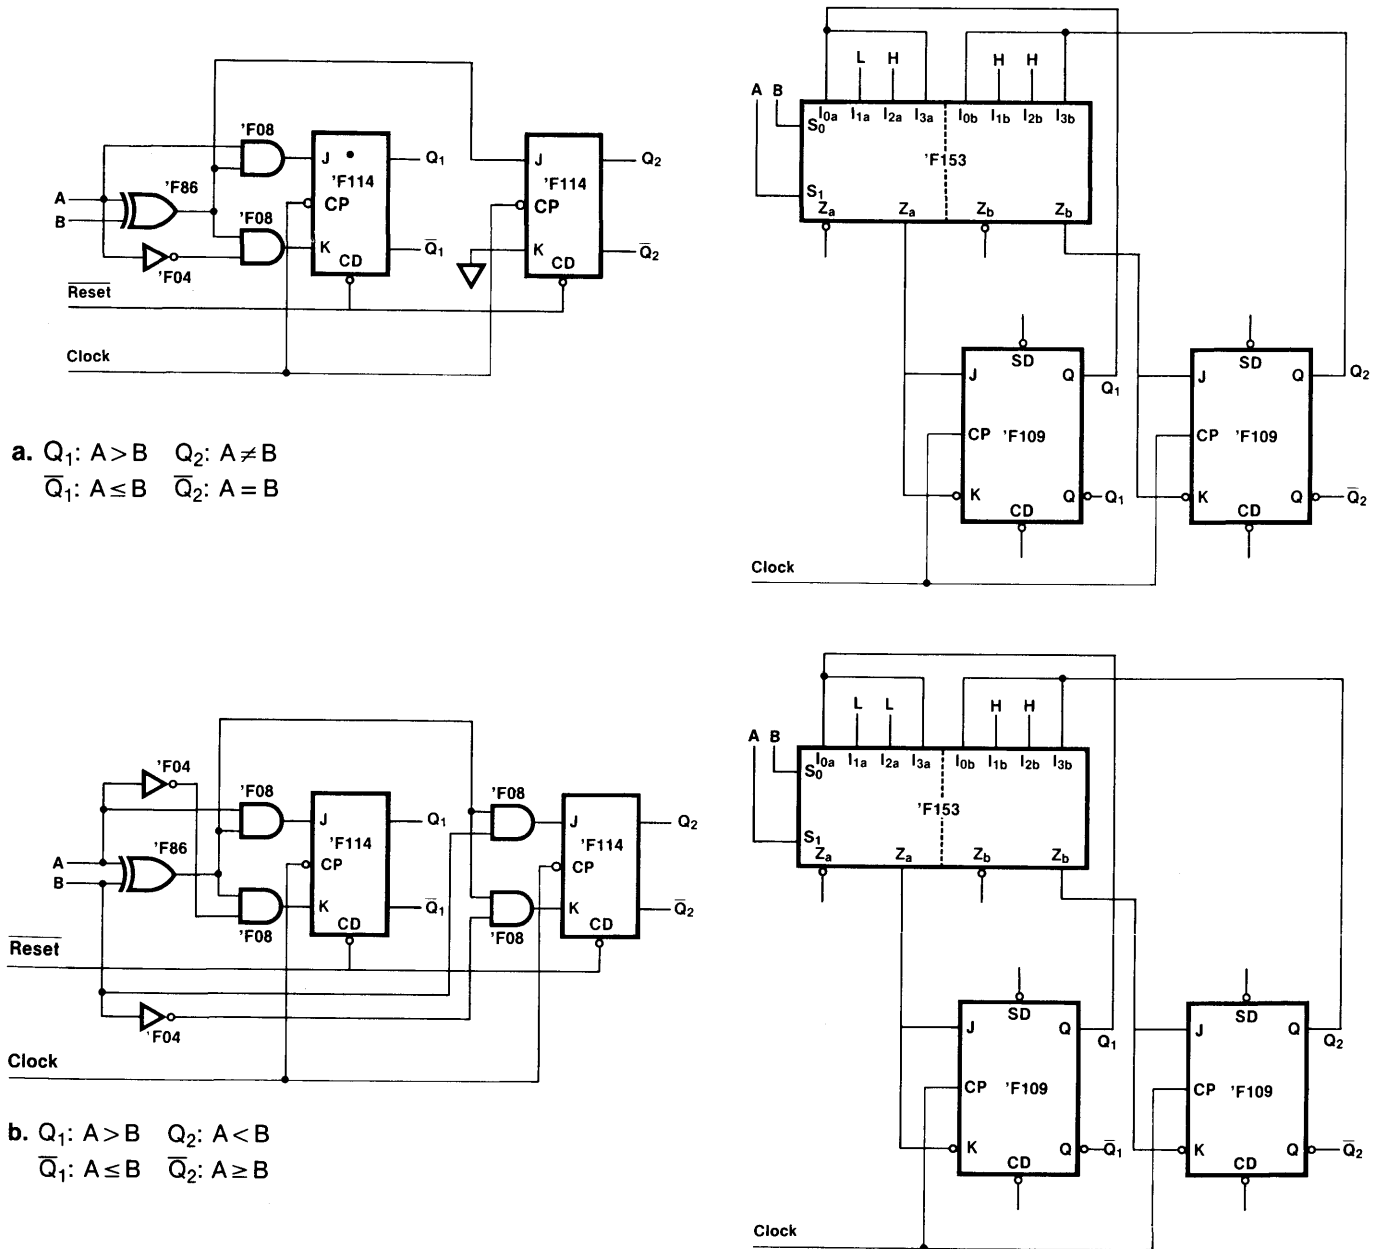 'F08
J
'F114
Q1
CP
K
Q̅1
CD
J
'F114
Q2
CP
K
Q̅2
CD
A
B
'F86
'F08
'F04
R̅e̅s̅e̅t̅
Clock
a. Q1: A > B Q2: A ≠ B
Q̅1: A ≤ B Q̅2: A = B
A B
L H
H H
S0 I0a I1a I2a I3a I0b I1b I2b I3b
'F153
S1
Za Za Zb Zb
SD
J Q
Q1
CP 'F109
K Q Q1
CD
SD
J Q Q2
CP 'F109
K Q Q̅2
CD
Clock
'F04
'F08
J
'F114
Q1
CP
K
Q̅1
CD
'F08
J
'F114
Q2
CP
K
Q̅2
CD
A
B
'F86
'F08
'F08
R̅e̅s̅e̅t̅
'F04
Clock
b. Q1: A > B Q2: A < B
Q̅1: A ≤ B Q̅2: A ≥ B
A B
L L
H H
S0 I0a I1a I2a I3a I0b I1b I2b I3b
'F153
S1
Za Za Zb Zb
SD
J Q
Q1
CP 'F109
K Q Q̅1
CD
SD
J Q
Q2
CP 'F109
K Q Q̅2
CD
Clock